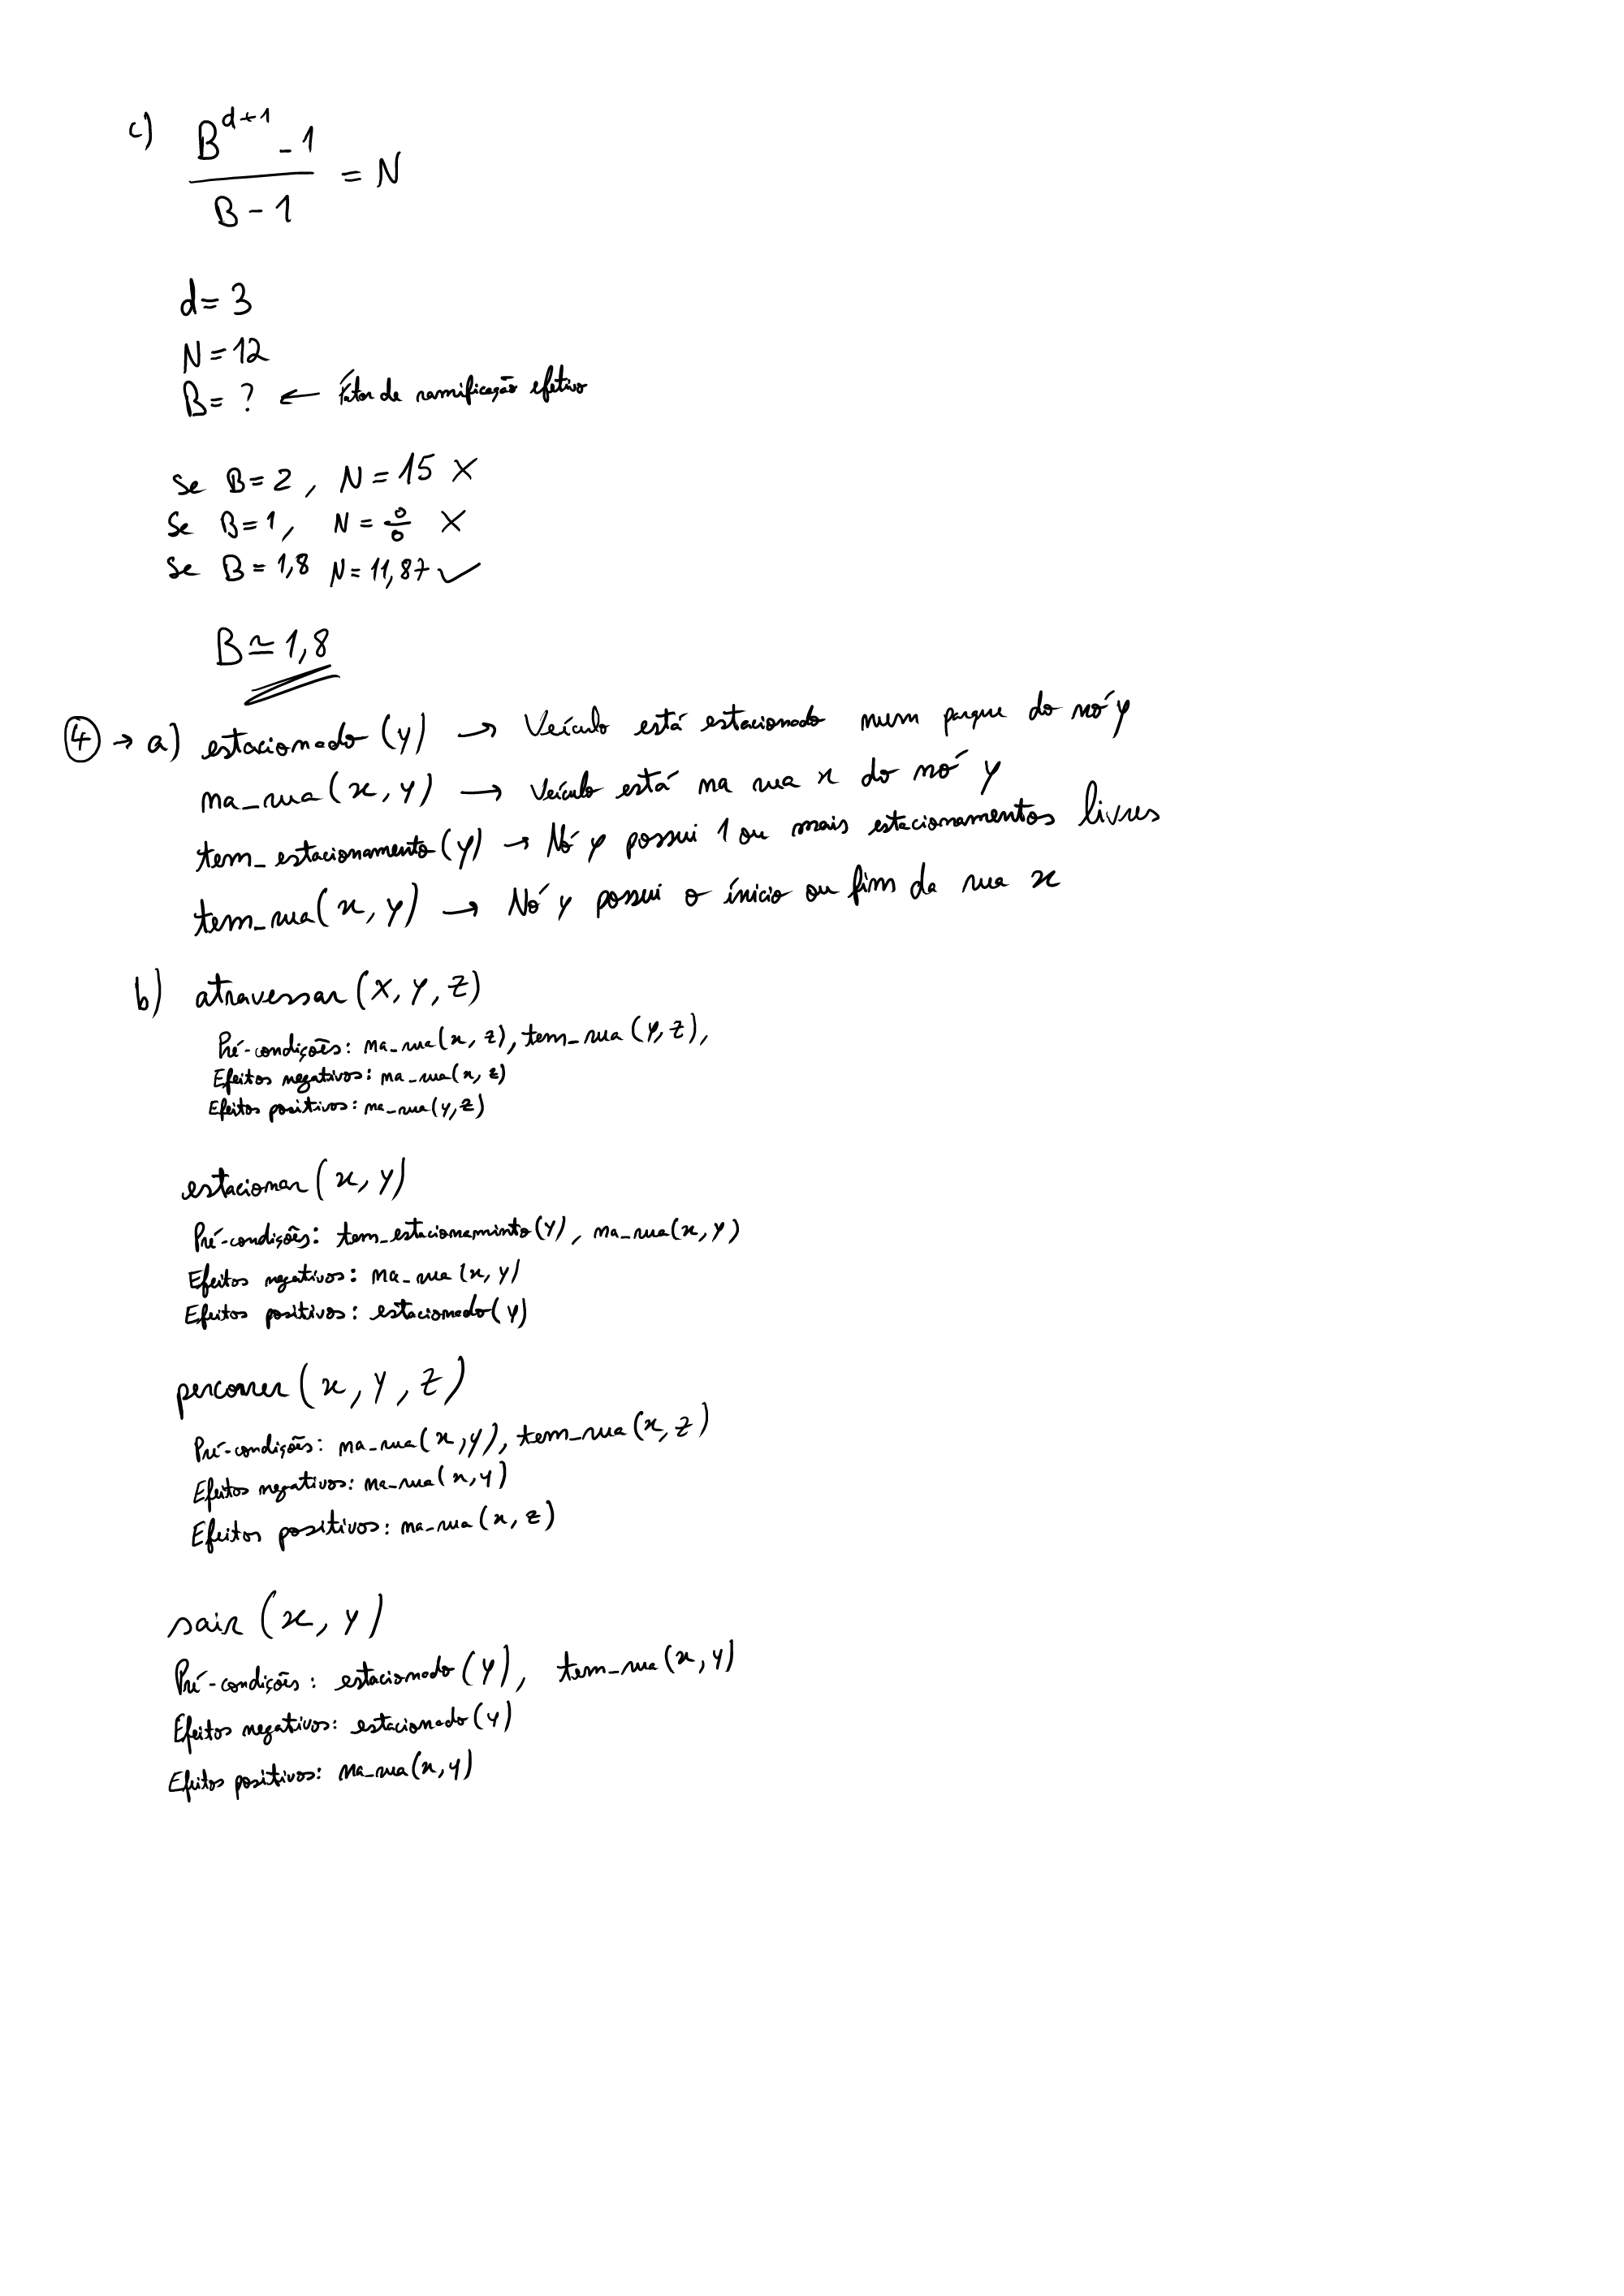 c) B^(d+1) - 1
———— = N
B - 1
d = 3
N = 12
B = ? ← Fator de ramificação efetivo
Se B = 2, N = 15 X
Se B = 1, N = 0/0 X
Se B = 1,8 N = 11,87 ✓
B ≃ 1,8
④ → a) estacionado (y) → Veículo está estacionado num parque do nó y
na_rua (x, y) → Veículo está na rua x do nó y
tem_estacionamento (y) → Nó y possui 1 ou mais estacionamentos livres
tem_rua (x, y) → Nó y possui o ínicio ou fim da rua x
b) atravessar (X, Y, Z)
Pré-condições: na_rua (x, z), tem_rua (y, z),
Efeitos negativos: na_rua (x, z)
Efeitos positivos: na_rua (y, z)
estacionar (x, y)
Pré-condições: tem_estacionaminto (y), na_rua (x, y)
Efeitos negativos: na_rua (x, y)
Efeitos positivos: estacionado (y)
percorrer (x, y, z)
Pré-condições: na_rua (x, y), tem_rua (x, z)
Efeitos negativos: na_rua (x, y)
Efeitos positivos: na_rua (x, z)
sair (x, y)
Pré-condições: estacionado (y), tem_rua (x, y)
Efeitos negativos: estacionado (y)
Efeitos positivos: na_rua (x, y)